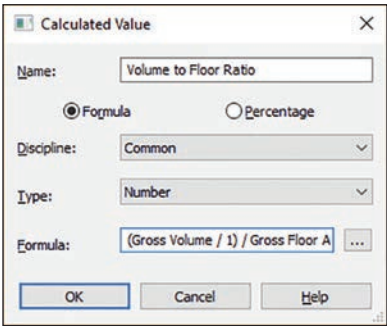 Calculated Value
Name: Volume to Floor Ratio
Formula Percentage
Discipline: Common
Type: Number
Formula: (Gross Volume / 1) / Gross Floor A ...
OK Cancel Help